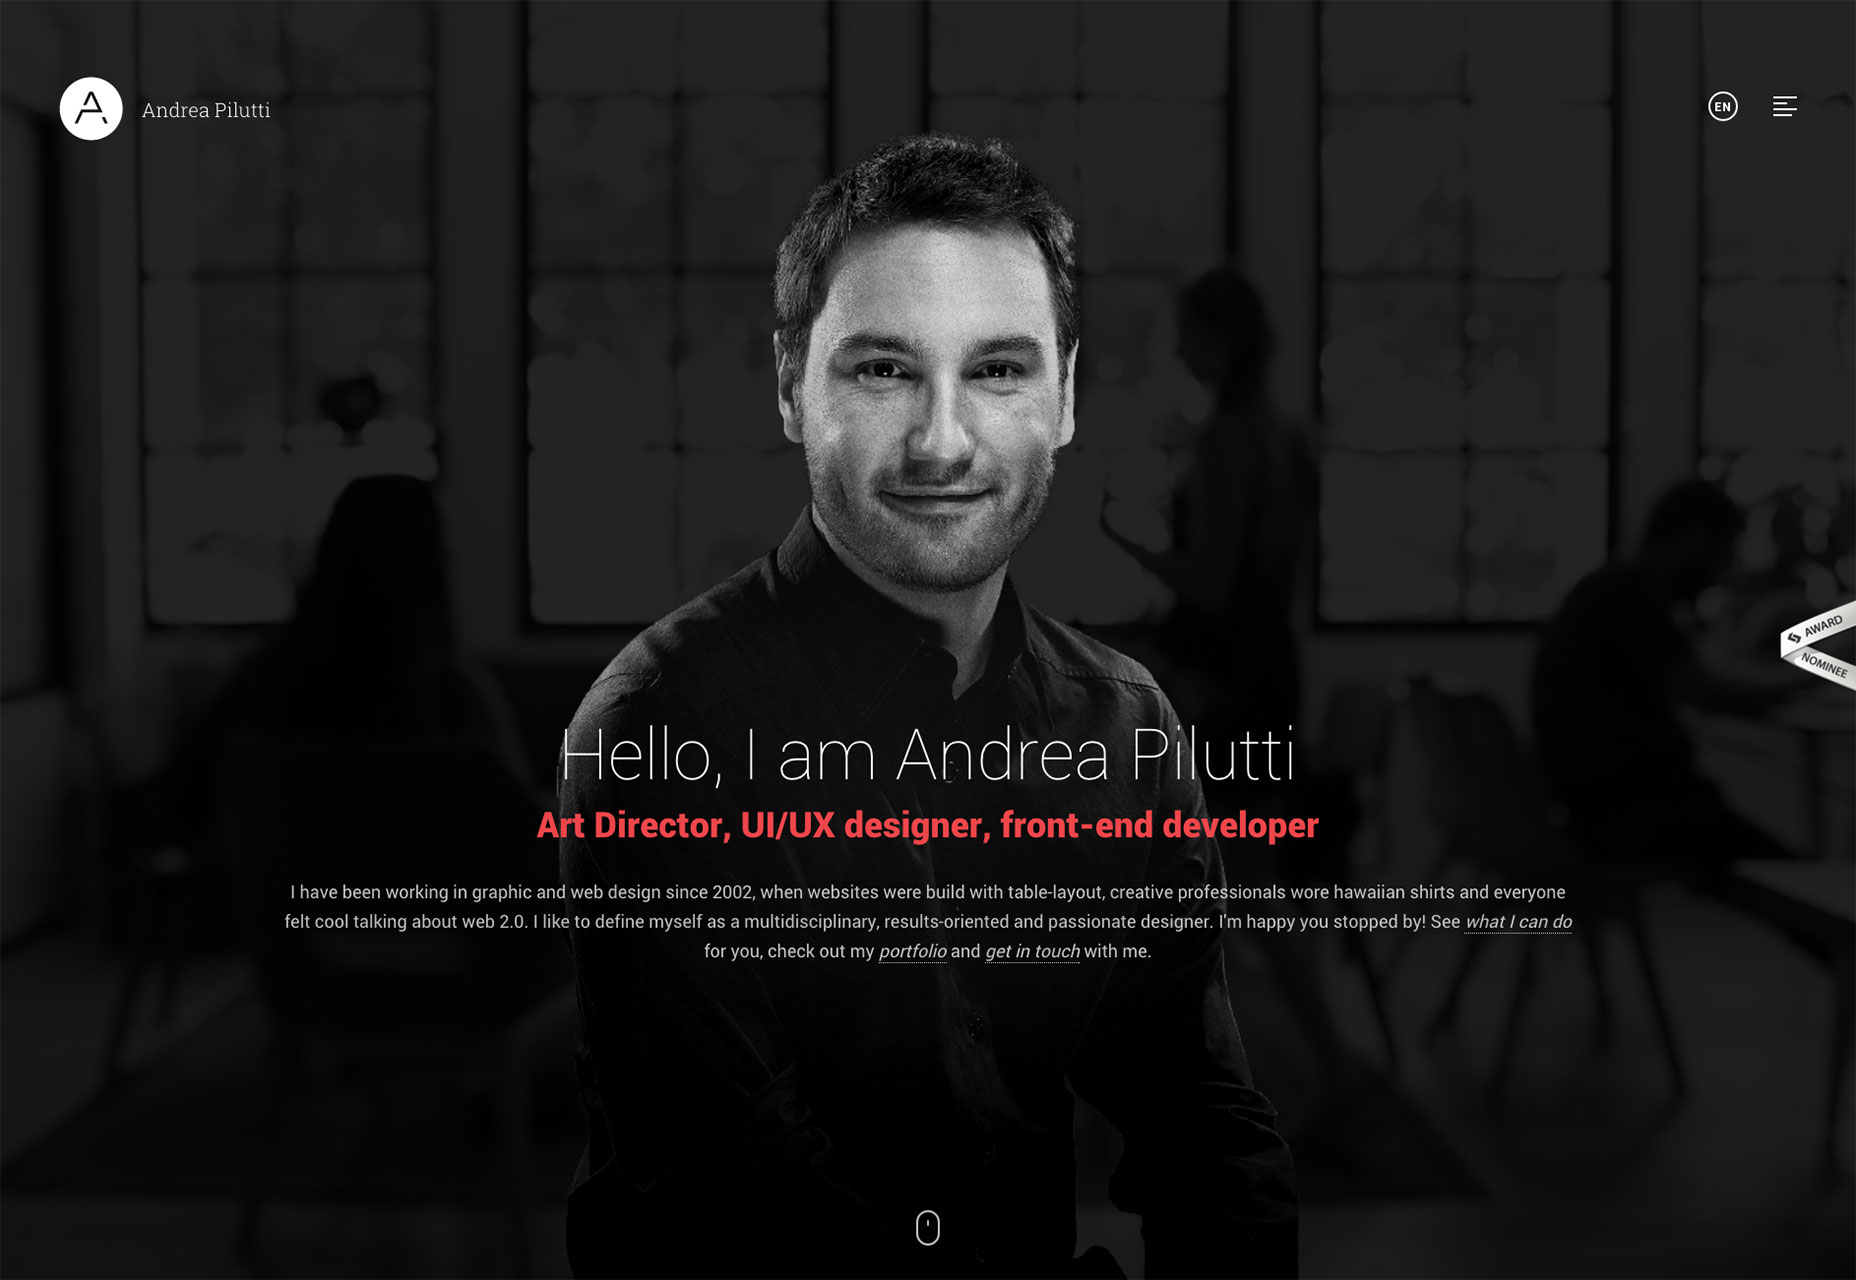 A
Andrea Pilutti
EN
AWARD
NOMINEE
Hello, I am Andrea Pilutti
Art Director, UI/UX designer, front-end developer
I have been working in graphic and web design since 2002, when websites were build with table-layout, creative professionals wore hawaiian shirts and everyone
felt cool talking about web 2.0. I like to define myself as a multidisciplinary, results-oriented and passionate designer. I'm happy you stopped by! See what I can do
for you, check out my portfolio and get in touch with me.